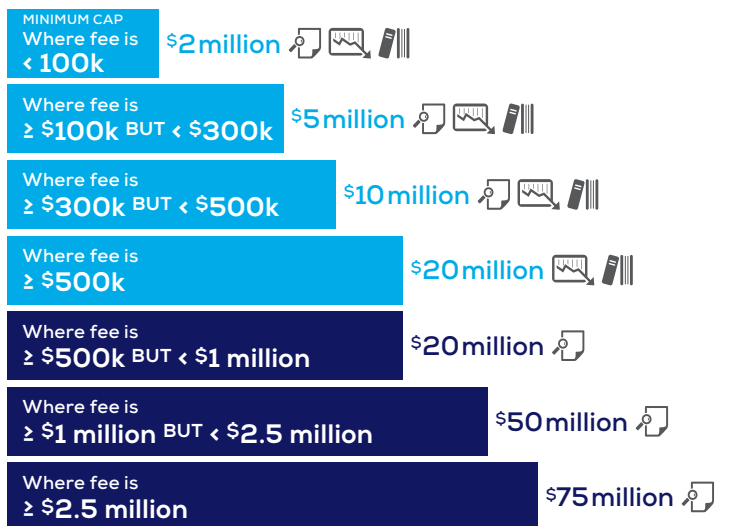 MINIMUM CAP
Where fee is
< 100k
$2 million
Where fee is
≥ $100k BUT < $300k
$5 million
Where fee is
≥ $300k BUT < $500k
$10 million
Where fee is
≥ $500k
$20 million
Where fee is
≥ $500k BUT < $1 million
$20 million
Where fee is
≥ $1 million BUT < $2.5 million
$50 million
Where fee is
≥ $2.5 million
$75 million